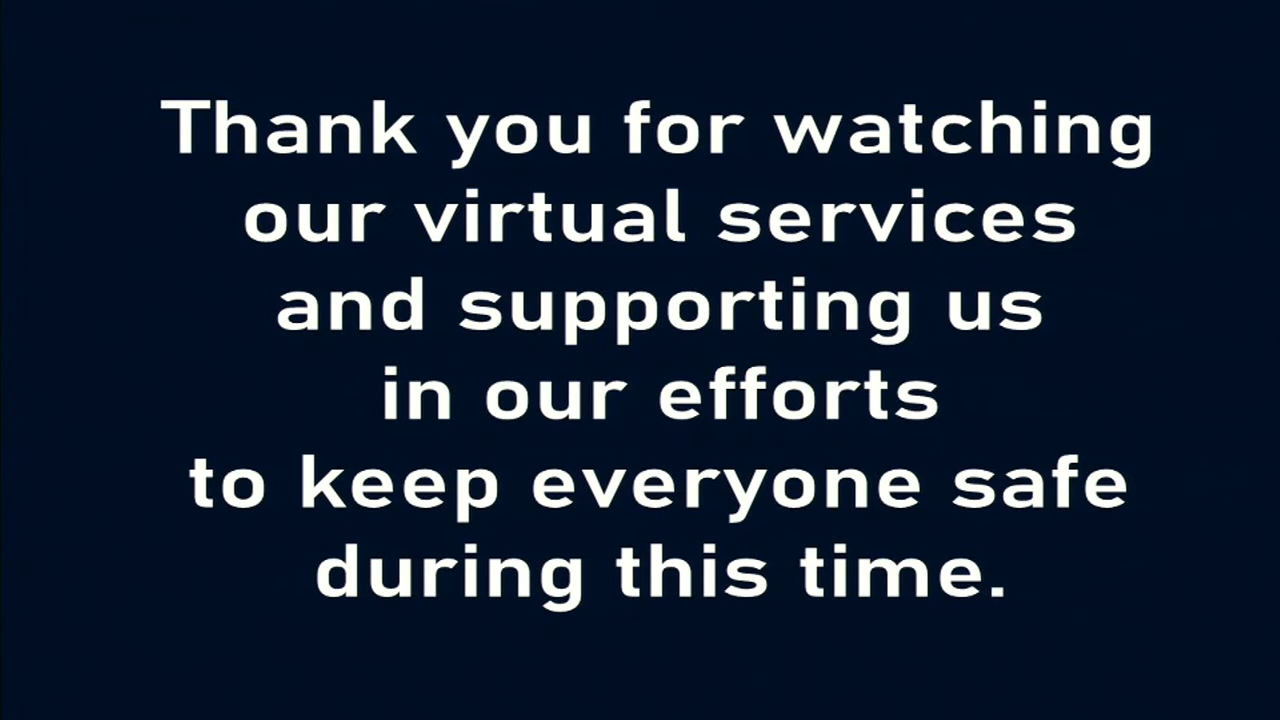 Thank you for watching
our virtual services
and supporting us
in our efforts
to keep everyone safe
during this time.